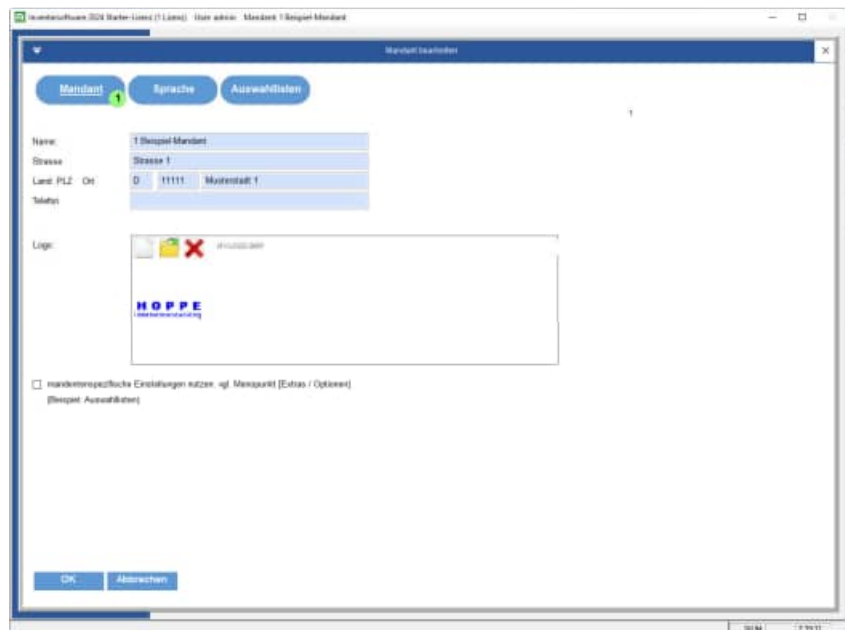 Inventarsoftware 2024 Starter-Lizenz (1 Lizenz) User admin Mandant: 1 Beispiel-Mandant
Mandant bearbeiten
Mandant 1 Sprache Auswahllisten
1
Name: 1 Beispiel-Mandant
Strasse Strasse 1
Land PLZ Ort D 11111 Musterstadt 1
Telefon
Logo:
HOPPE
mandantenspezifische Einstellungen nutzen. vgl. Menüpunkt [Extras / Optionen]
(Beispiel: Auswahllisten)
OK Abbrechen